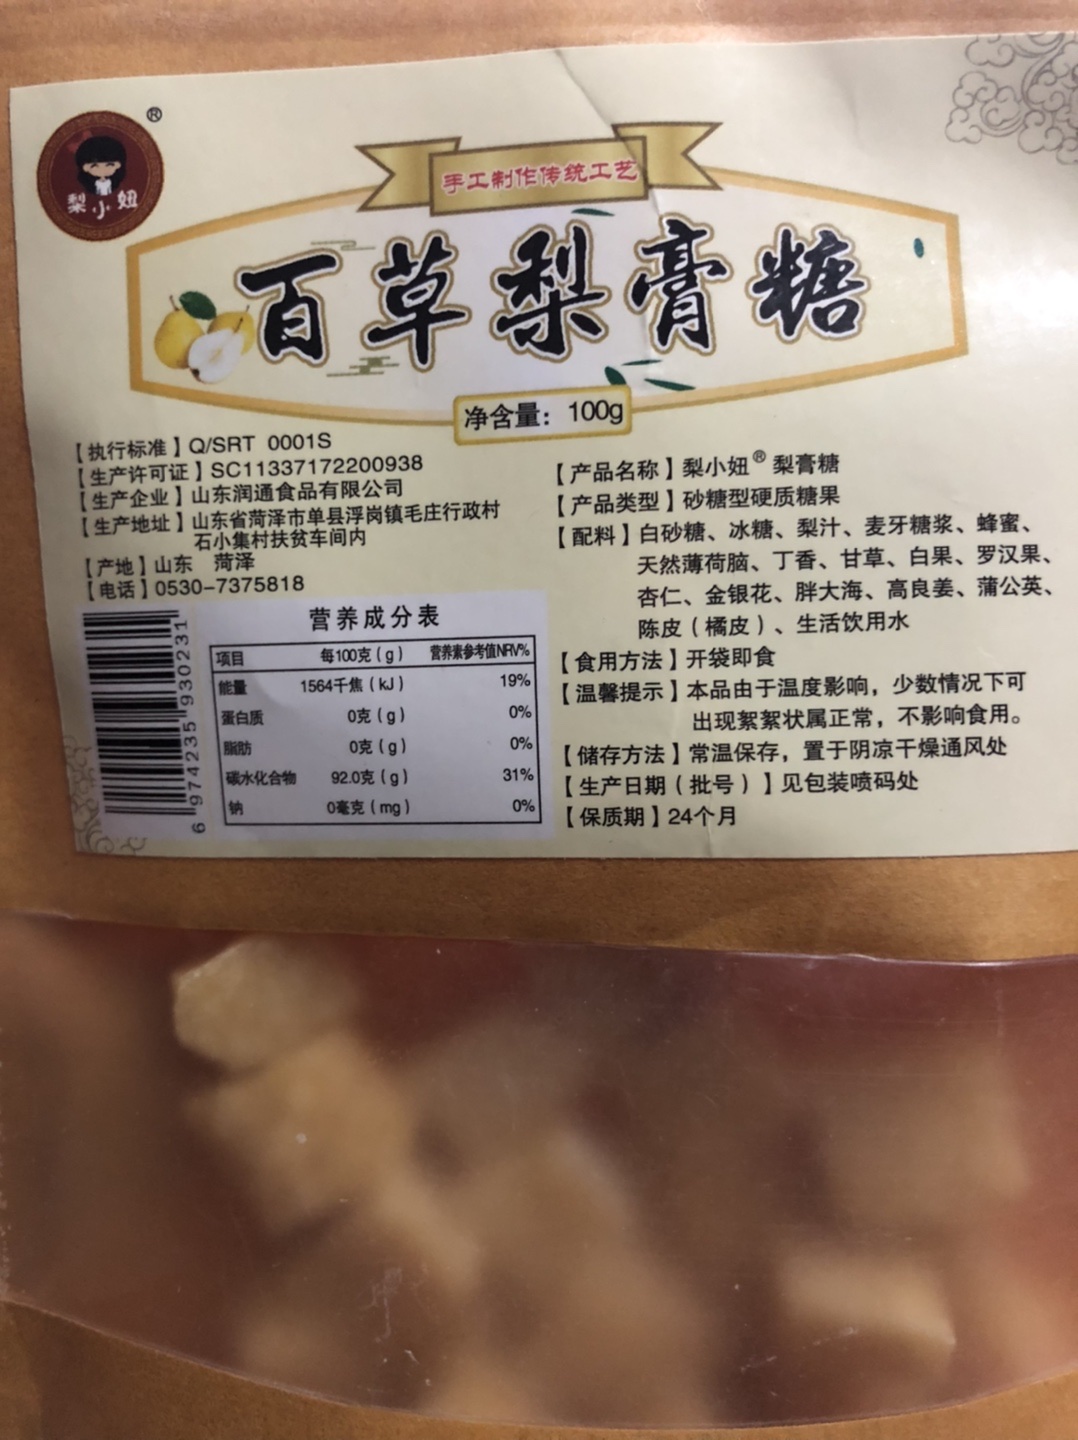 ®
梨小妞
手工制作传统工艺
百草梨膏糖
净含量：100g
【执行标准】Q/SRT 0001S
【生产许可证】SC11337172200938
【生产企业】山东润通食品有限公司
【生产地址】山东省菏泽市单县浮岗镇毛庄行政村
石小集村扶贫车间内
【产地】山东 菏泽
【电话】0530-7375818
营养成分表
项目 每100克（g） 营养素参考值NRV%
能量 1564千焦（kJ） 19%
蛋白质 0克（g） 0%
脂肪 0克（g） 0%
碳水化合物 92.0克（g） 31%
钠 0毫克（mg） 0%
6 974235 930231
【产品名称】梨小妞®梨膏糖
【产品类型】砂糖型硬质糖果
【配料】白砂糖、冰糖、梨汁、麦芽糖浆、蜂蜜、
天然薄荷脑、丁香、甘草、白果、罗汉果、
杏仁、金银花、胖大海、高良姜、蒲公英、
陈皮（橘皮）、生活饮用水
【食用方法】开袋即食
【温馨提示】本品由于温度影响，少数情况下可
出现絮絮状属正常，不影响食用。
【储存方法】常温保存，置于阴凉干燥通风处
【生产日期（批号）】见包装喷码处
【保质期】24个月